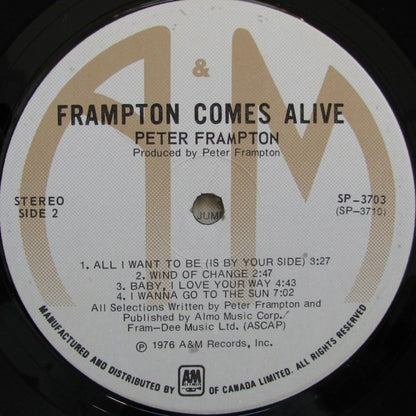 A & M
FRAMPTON COMES ALIVE
PETER FRAMPTON
Produced by Peter Frampton
STEREO
SIDE 2
SP-3703
(SP-3710)
1. ALL I WANT TO BE (IS BY YOUR SIDE) 3:27
2. WIND OF CHANGE 2:47
3. BABY, I LOVE YOUR WAY 4:43
4. I WANNA GO TO THE SUN 7:02
All Selections Written by Peter Frampton and
Published by Almo Music Corp./
Fram-Dee Music Ltd. (ASCAP)
℗ 1976 A&M Records, Inc.
MANUFACTURED AND DISTRIBUTED BY A&M RECORDS OF CANADA LIMITED. ALL RIGHTS RESERVED.